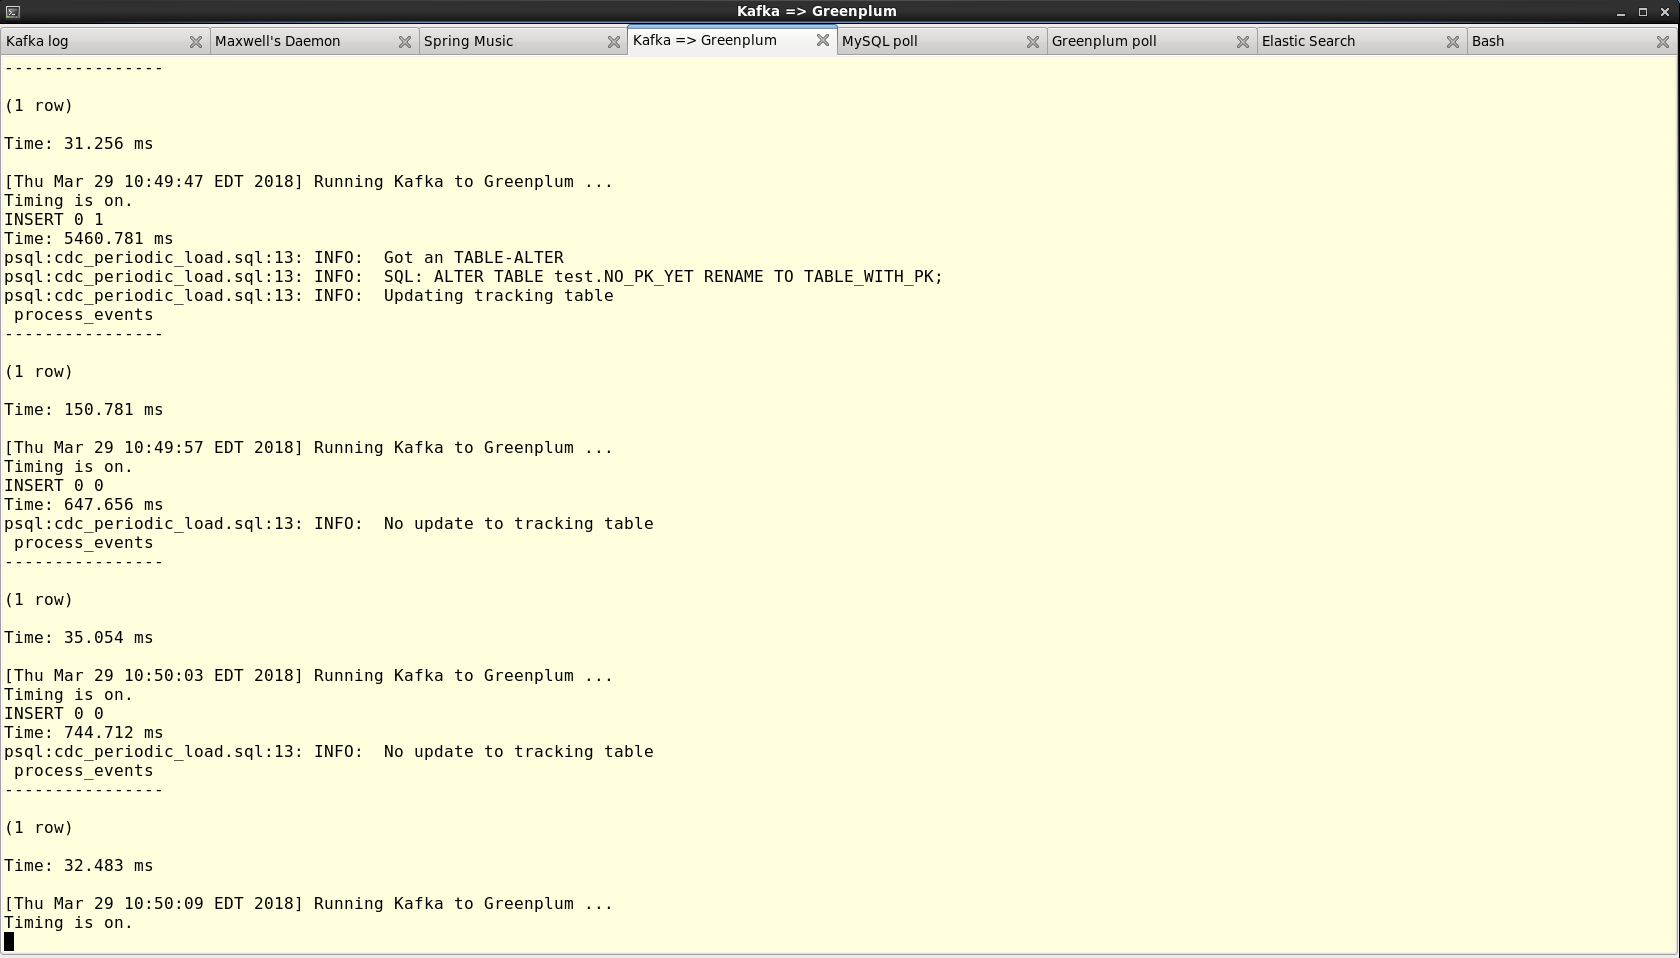 Kafka => Greenplum
Kafka log
Maxwell's Daemon
Spring Music
Kafka => Greenplum
MySQL poll
Greenplum poll
Elastic Search
Bash
----------------
(1 row)
Time: 31.256 ms
[Thu Mar 29 10:49:47 EDT 2018] Running Kafka to Greenplum ...
Timing is on.
INSERT 0 1
Time: 5460.781 ms
psql:cdc_periodic_load.sql:13: INFO:  Got an TABLE-ALTER
psql:cdc_periodic_load.sql:13: INFO:  SQL: ALTER TABLE test.NO_PK_YET RENAME TO TABLE_WITH_PK;
psql:cdc_periodic_load.sql:13: INFO:  Updating tracking table
 process_events
----------------
(1 row)
Time: 150.781 ms
[Thu Mar 29 10:49:57 EDT 2018] Running Kafka to Greenplum ...
Timing is on.
INSERT 0 0
Time: 647.656 ms
psql:cdc_periodic_load.sql:13: INFO:  No update to tracking table
 process_events
----------------
(1 row)
Time: 35.054 ms
[Thu Mar 29 10:50:03 EDT 2018] Running Kafka to Greenplum ...
Timing is on.
INSERT 0 0
Time: 744.712 ms
psql:cdc_periodic_load.sql:13: INFO:  No update to tracking table
 process_events
----------------
(1 row)
Time: 32.483 ms
[Thu Mar 29 10:50:09 EDT 2018] Running Kafka to Greenplum ...
Timing is on.